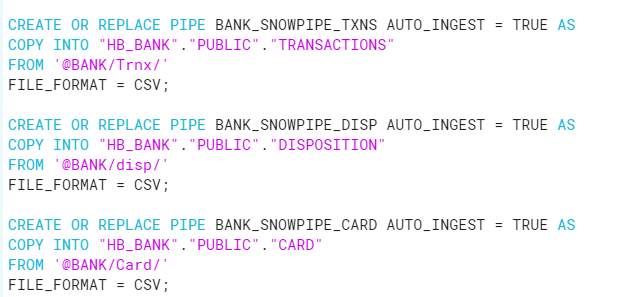 CREATE OR REPLACE PIPE BANK_SNOWPIPE_TXNS AUTO_INGEST = TRUE AS
COPY INTO "HB_BANK"."PUBLIC"."TRANSACTIONS"
FROM '@BANK/Trnx/'
FILE_FORMAT = CSV;
CREATE OR REPLACE PIPE BANK_SNOWPIPE_DISP AUTO_INGEST = TRUE AS
COPY INTO "HB_BANK"."PUBLIC"."DISPOSITION"
FROM '@BANK/disp/'
FILE_FORMAT = CSV;
CREATE OR REPLACE PIPE BANK_SNOWPIPE_CARD AUTO_INGEST = TRUE AS
COPY INTO "HB_BANK"."PUBLIC"."CARD"
FROM '@BANK/Card/'
FILE_FORMAT = CSV;